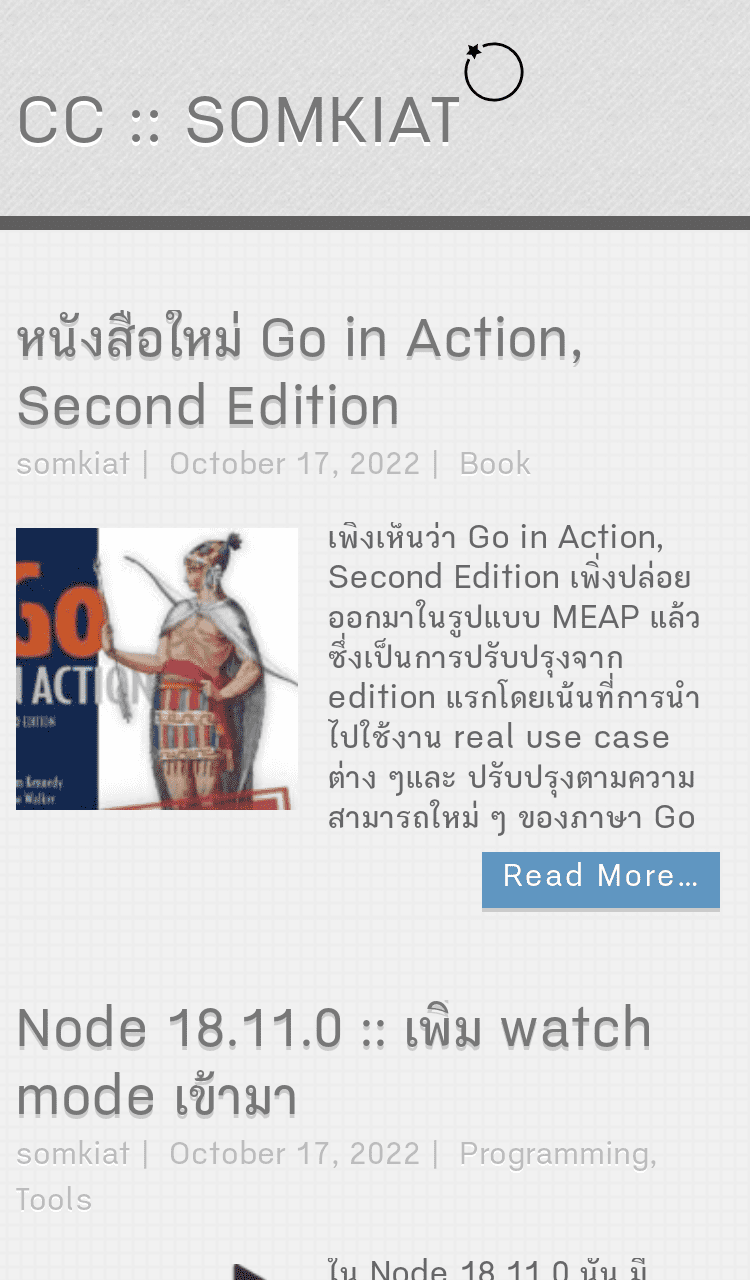 CC :: SOMKIAT
หนังสือใหม่ Go in Action,
Second Edition
somkiat | October 17, 2022 | Book
Go
N ACTION
D EDITION
m Kennedy
Walker
เพิงเห็นว่า Go in Action,
Second Edition เพิ่งปล่อย
ออกมาในรูปแบบ MEAP แล้ว
ซึ่งเป็นการปรับปรุงจาก
edition แรกโดยเน้นที่การนำ
ไปใช้งาน real use case
ต่าง ๆและ ปรับปรุงตามความ
สามารถใหม่ ๆ ของภาษา Go
Read More…
Node 18.11.0 :: เพิ่ม watch
mode เข้ามา
somkiat | October 17, 2022 | Programming,
Tools
ใน Node 18.11.0 นั้น มี